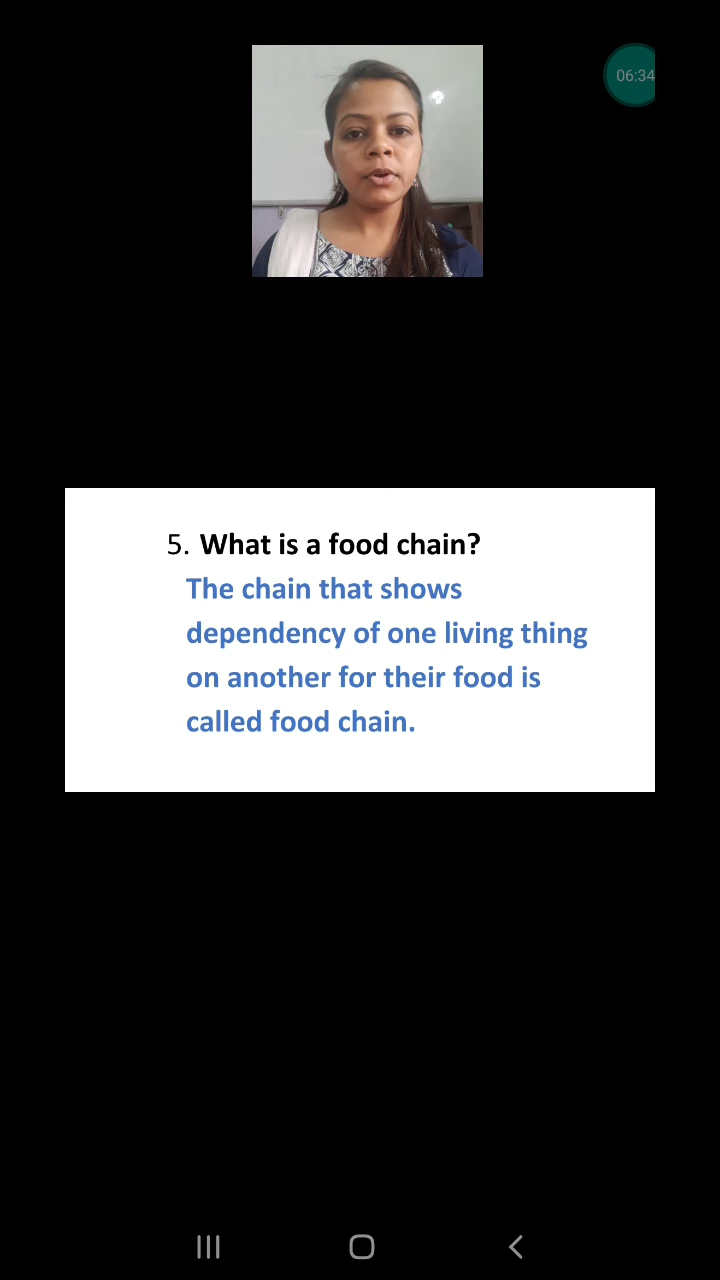 06:34
5. What is a food chain?
The chain that shows
dependency of one living thing
on another for their food is
called food chain.